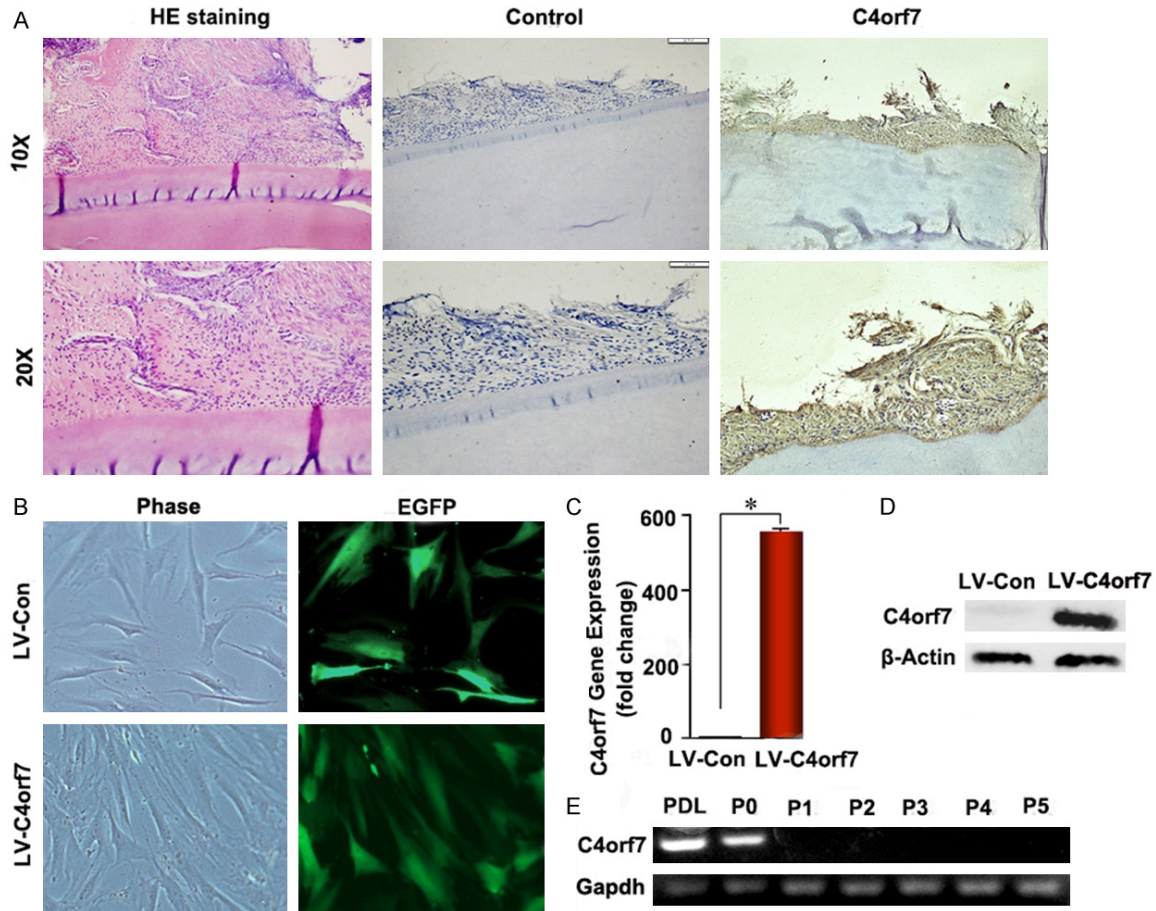 A
HE staining
Control
C4orf7
10X
20X
B
Phase
EGFP
LV-Con
LV-C4orf7
C
C4orf7 Gene Expression
(fold change)
600
400
200
0
*
LV-Con
LV-C4orf7
D
LV-Con
LV-C4orf7
C4orf7
β-Actin
E
PDL P0 P1 P2 P3 P4 P5
C4orf7
Gapdh